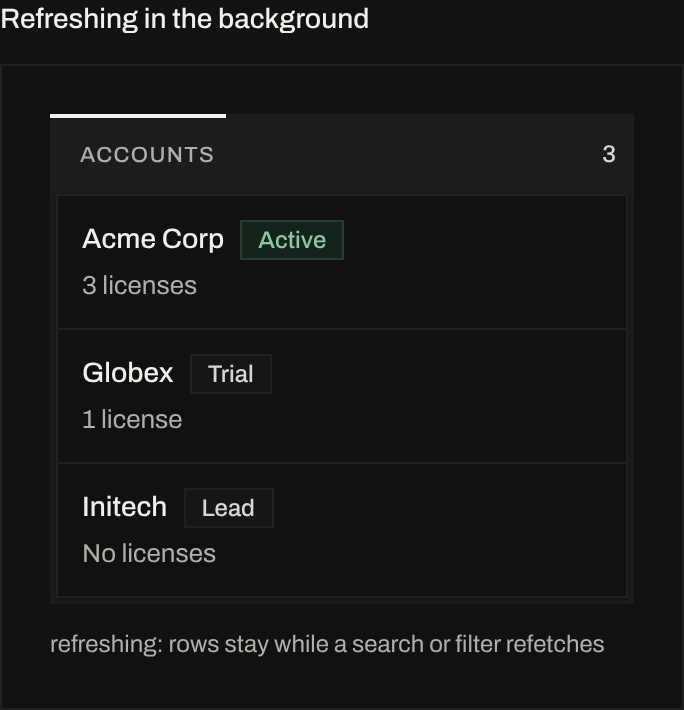 Refreshing in the background
ACCOUNTS 3
Acme Corp Active
3 licenses
Globex Trial
1 license
Initech Lead
No licenses
refreshing: rows stay while a search or filter refetches